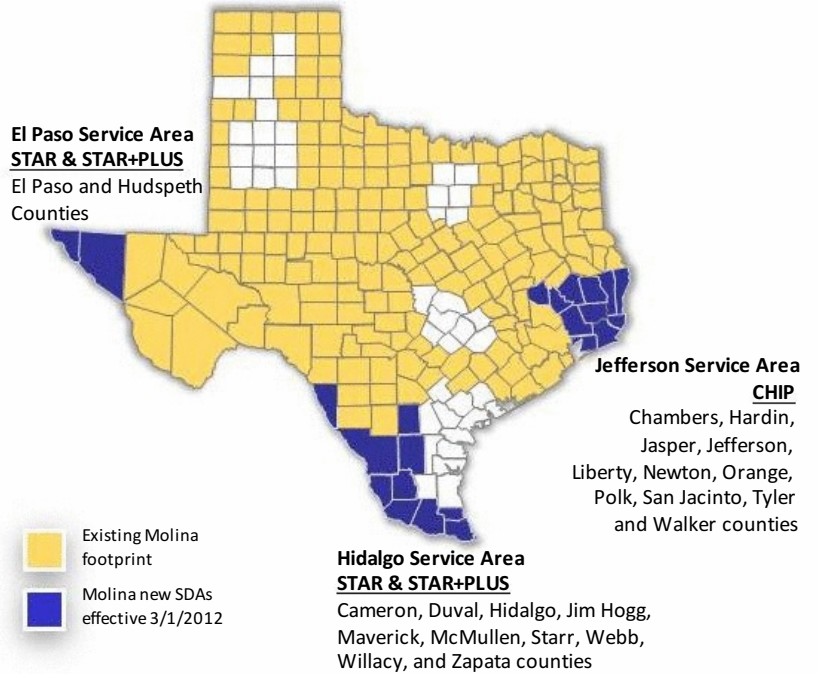 El Paso Service Area
STAR & STAR+PLUS
El Paso and Hudspeth
Counties
Jefferson Service Area
CHIP
Chambers, Hardin,
Jasper, Jefferson,
Liberty, Newton, Orange,
Polk, San Jacinto, Tyler
and Walker counties
Existing Molina
footprint
Molina new SDAs
effective 3/1/2012
Hidalgo Service Area
STAR & STAR+PLUS
Cameron, Duval, Hidalgo, Jim Hogg,
Maverick, McMullen, Starr, Webb,
Willacy, and Zapata counties